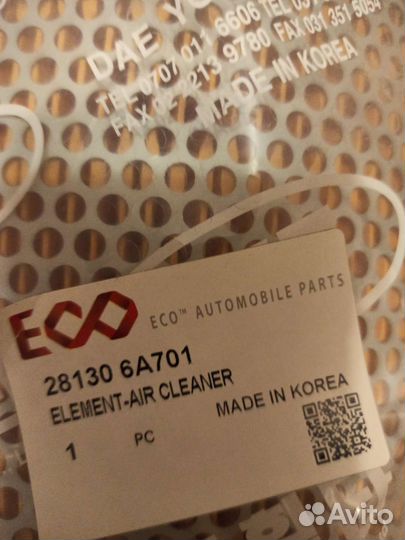 DAE YO
TEL 0707 011 6606 TEL 031
FAX 02 2213 9780 FAX 031 351 5054
MADE IN KOREA
ECO
ECO™ AUTOMOBILE PARTS
28130 6A701
ELEMENT-AIR CLEANER
1 PC
MADE IN KOREA
Avito